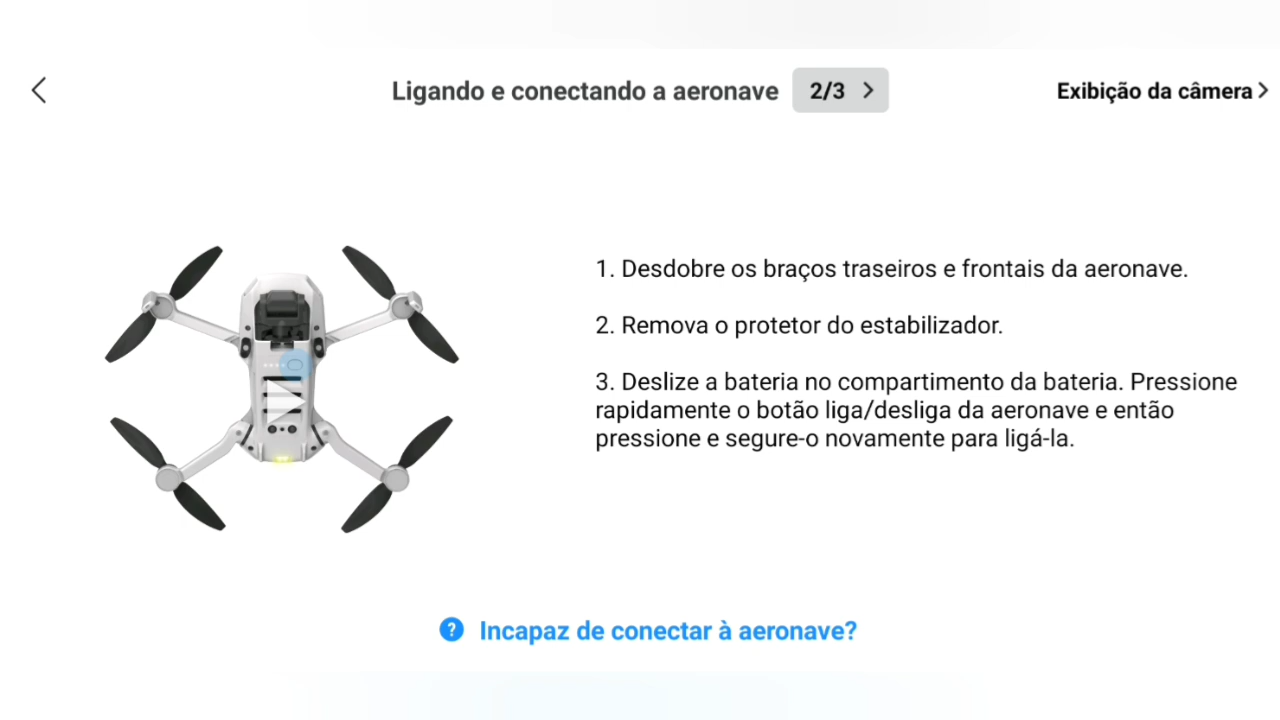 Ligando e conectando a aeronave 2/3
Exibição da câmera
1. Desdobre os braços traseiros e frontais da aeronave.
2. Remova o protetor do estabilizador.
3. Deslize a bateria no compartimento da bateria. Pressione
rapidamente o botão liga/desliga da aeronave e então
pressione e segure-o novamente para ligá-la.
? Incapaz de conectar à aeronave?